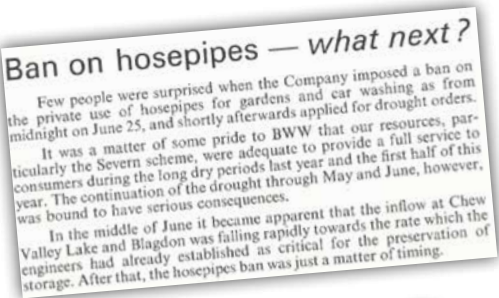 Ban on hosepipes — what next?
Few people were surprised when the Company imposed a ban on
the private use of hosepipes for gardens and car washing as from
midnight on June 25, and shortly afterwards applied for drought orders.
It was a matter of some pride to BWW that our resources, par-
ticularly the Severn scheme, were adequate to provide a full service to
consumers during the long dry periods last year and the first half of this
year. The continuation of the drought through May and June, however,
was bound to have serious consequences.
In the middle of June it became apparent that the inflow at Chew
Valley Lake and Blagdon was falling rapidly towards the rate which the
engineers had already established as critical for the preservation of
storage. After that, the hosepipes ban was just a matter of timing.